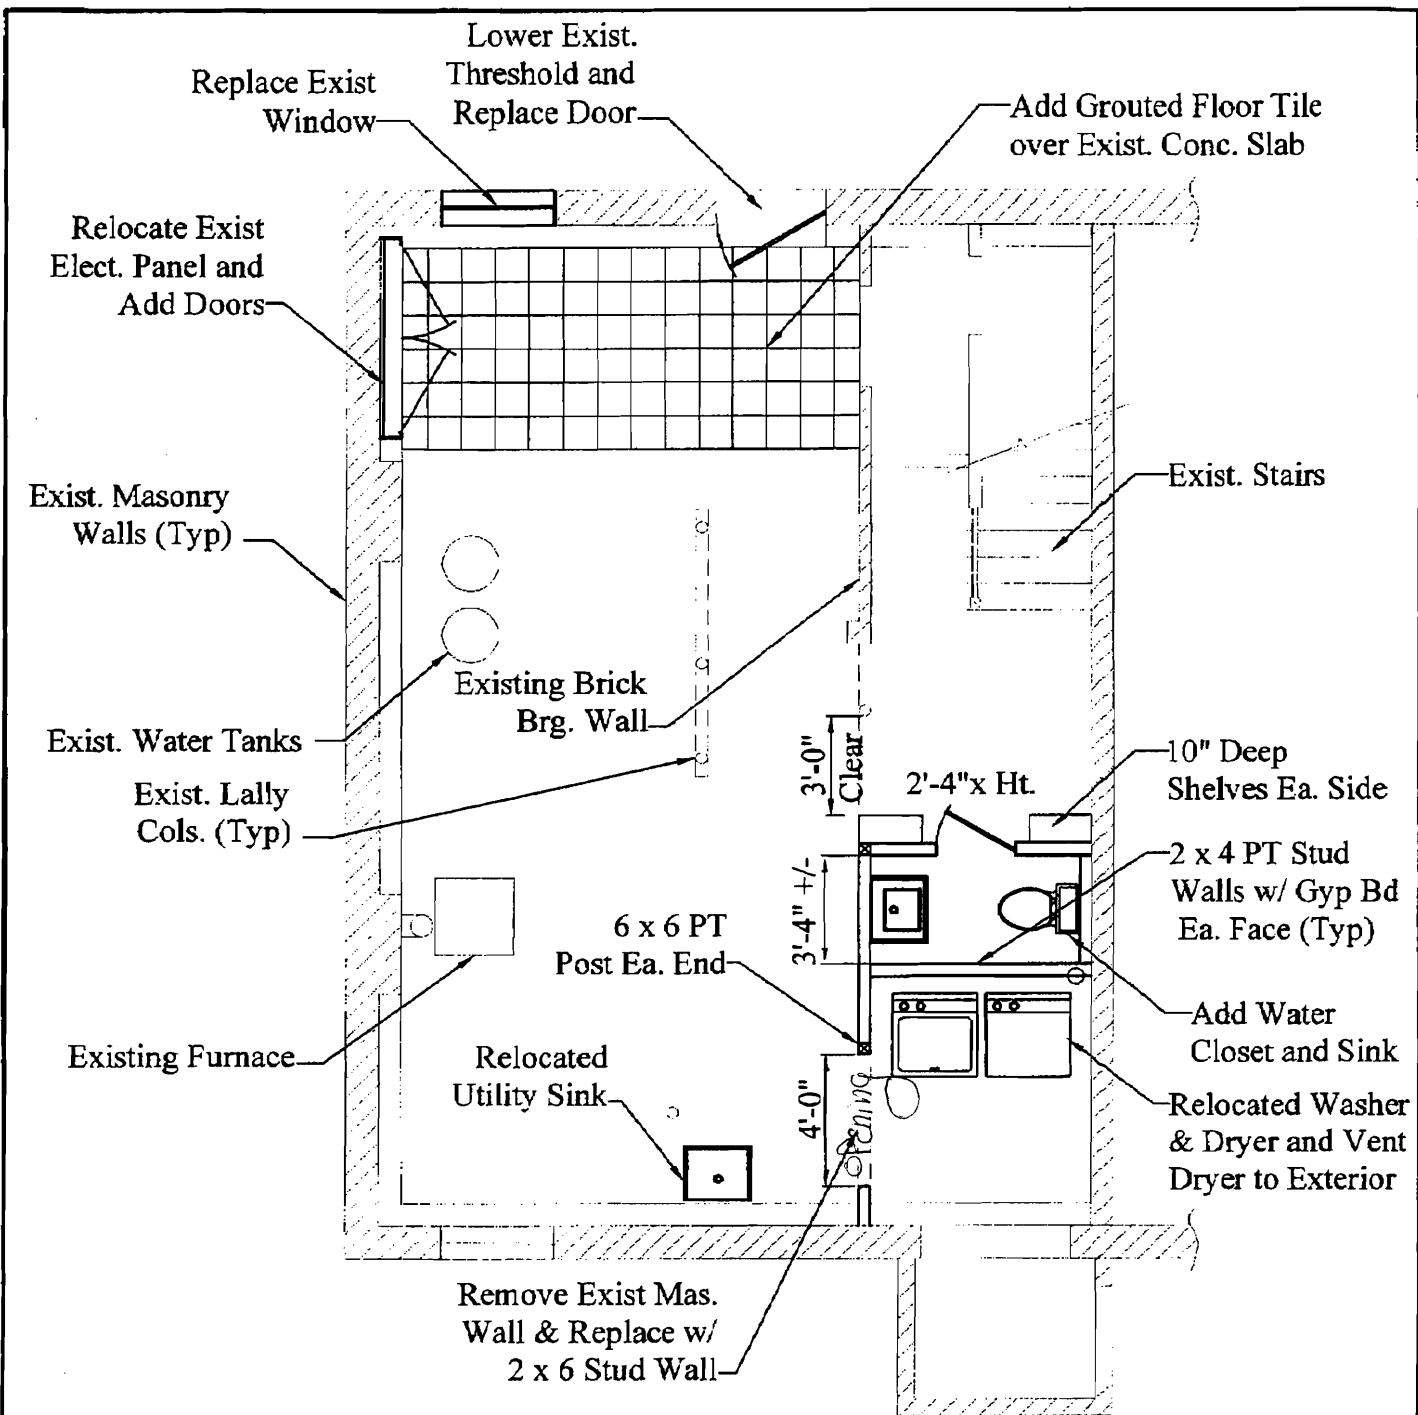 Lower Exist.
Threshold and
Replace Door
Replace Exist
Window
Add Grouted Floor Tile
over Exist. Conc. Slab
Relocate Exist
Elect. Panel and
Add Doors
Exist. Masonry
Walls (Typ)
Exist. Stairs
Existing Brick
Brg. Wall
Exist. Water Tanks
Exist. Lally
Cols. (Typ)
3'-0"
Clear
2'-4"x Ht.
10" Deep
Shelves Ea. Side
2 x 4 PT Stud
Walls w/ Gyp Bd
Ea. Face (Typ)
3'-4" +/-
6 x 6 PT
Post Ea. End
Add Water
Closet and Sink
Existing Furnace
Relocated
Utility Sink
4'-0"
Relocated Washer
& Dryer and Vent
Dryer to Exterior
Remove Exist Mas.
Wall & Replace w/
2 x 6 Stud Wall